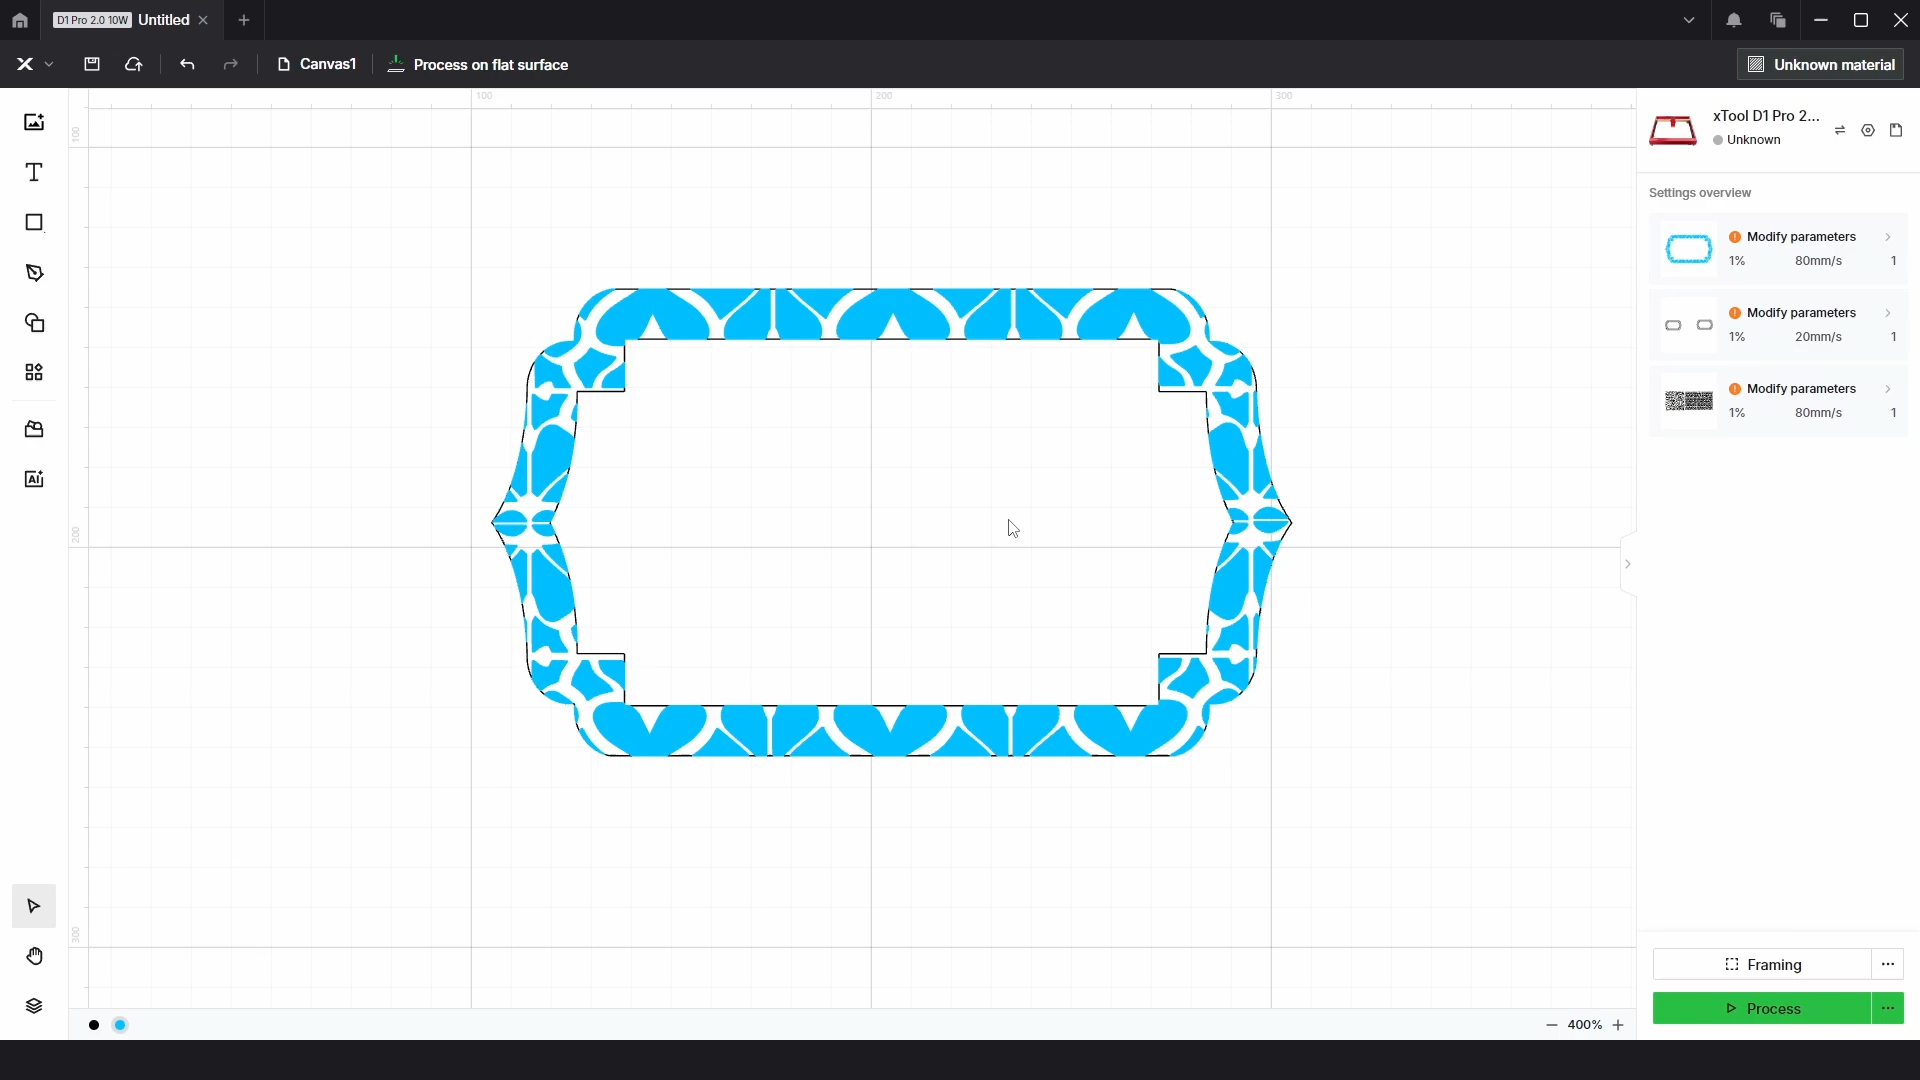 D1 Pro 2.0 10W Untitled
Canvas1
Process on flat surface
Unknown material
100
200
300
100
200
300
xTool D1 Pro 2...
Unknown
Settings overview
Modify parameters
1% 80mm/s 1
Modify parameters
1% 20mm/s 1
Modify parameters
1% 80mm/s 1
AI
Framing
Process
400%